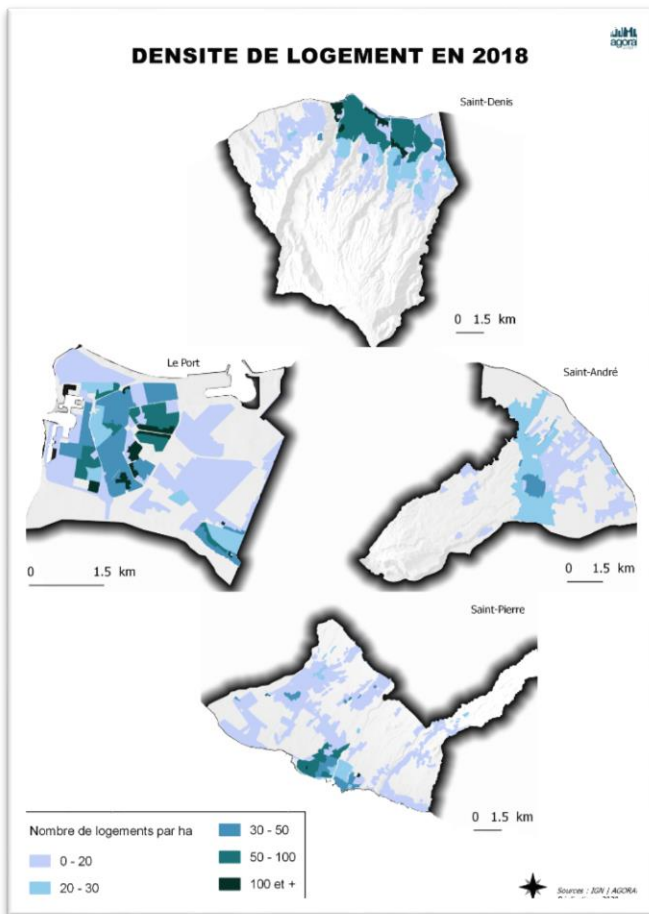 agora
DENSITE DE LOGEMENT EN 2018
Saint-Denis
0 1.5 km
Le Port
Saint-André
0 1.5 km
0 1.5 km
Saint-Pierre
0 1.5 km
Nombre de logements par ha
0 - 20
20 - 30
30 - 50
50 - 100
100 et +
Sources : IGN / AGORA